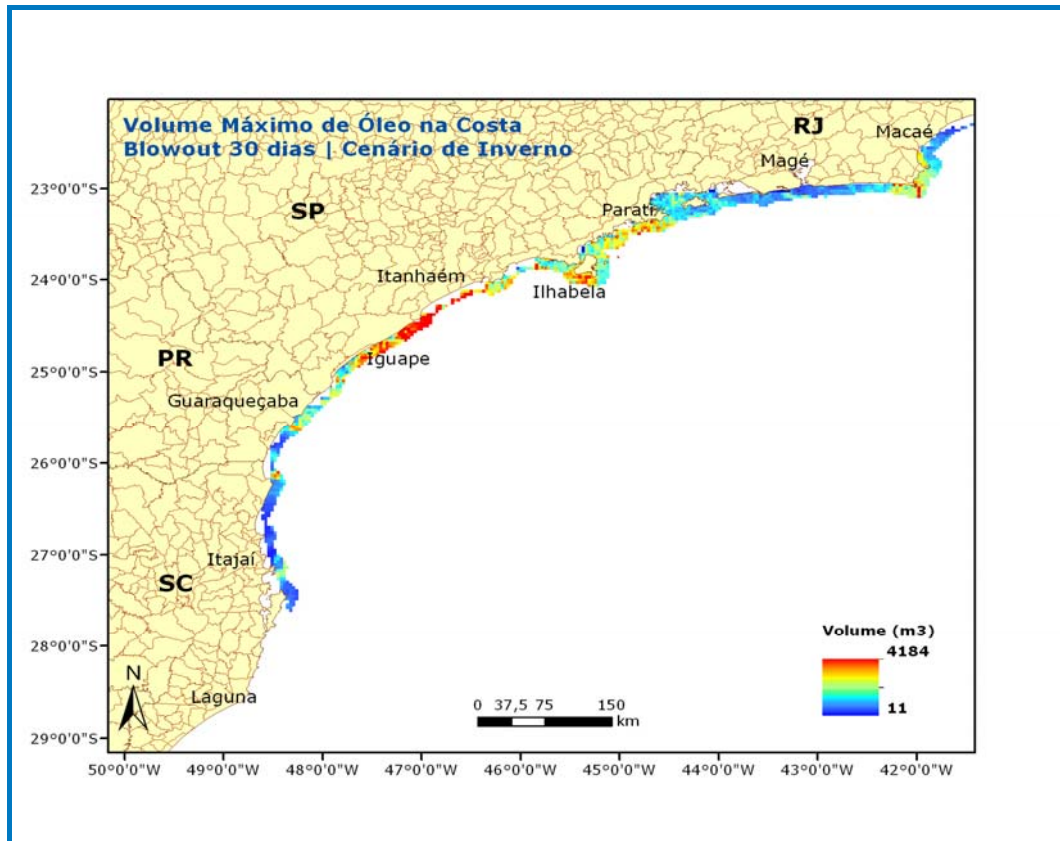 Volume Máximo de Óleo na Costa
Blowout 30 dias | Cenário de Inverno
RJ
Macaé
Magé
23°0'0"S
SP
Parati
24°0'0"S
Itanhaém
Ilhabela
PR
Iguape
25°0'0"S
Guaraqueçaba
26°0'0"S
27°0'0"S
Itajaí
SC
28°0'0"S
Volume (m3)
4184
11
N
Laguna
0 37,5 75 150
km
29°0'0"S
50°0'0"W 49°0'0"W 48°0'0"W 47°0'0"W 46°0'0"W 45°0'0"W 44°0'0"W 43°0'0"W 42°0'0"W